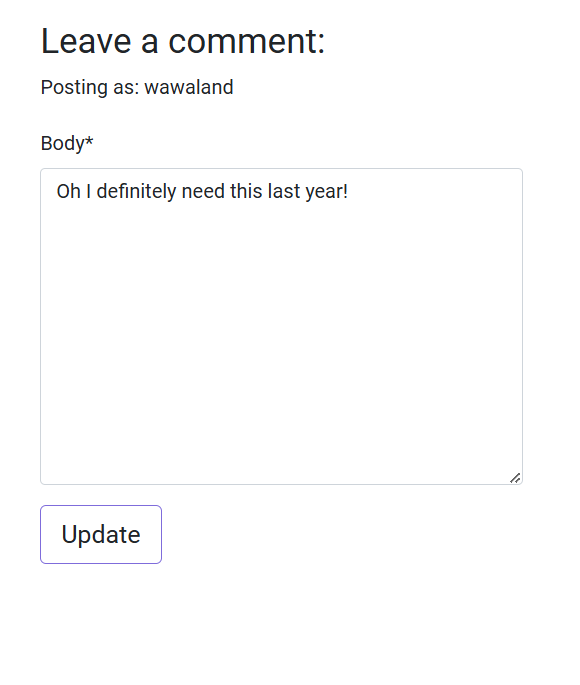 Leave a comment:
Posting as: wawaland
Body*
Oh I definitely need this last year!
Update